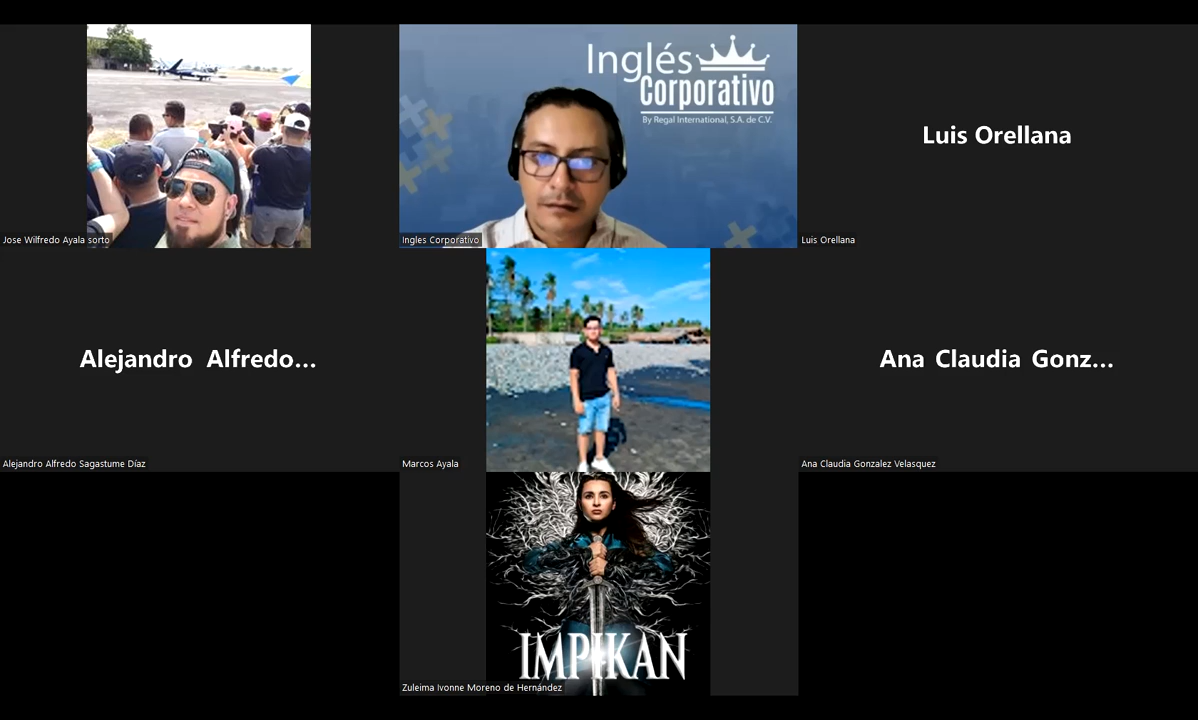 Inglés
Corporativo
By Regal International, S.A. de C.V.
Luis Orellana
Jose Wilfredo Ayala sorto
Ingles Corporativo
Luis Orellana
Alejandro Alfredo...
Ana Claudia Gonz...
Alejandro Alfredo Sagastume Díaz
Marcos Ayala
Ana Claudia Gonzalez Velasquez
IMPIKAN
Zuleima Ivonne Moreno de Hernández